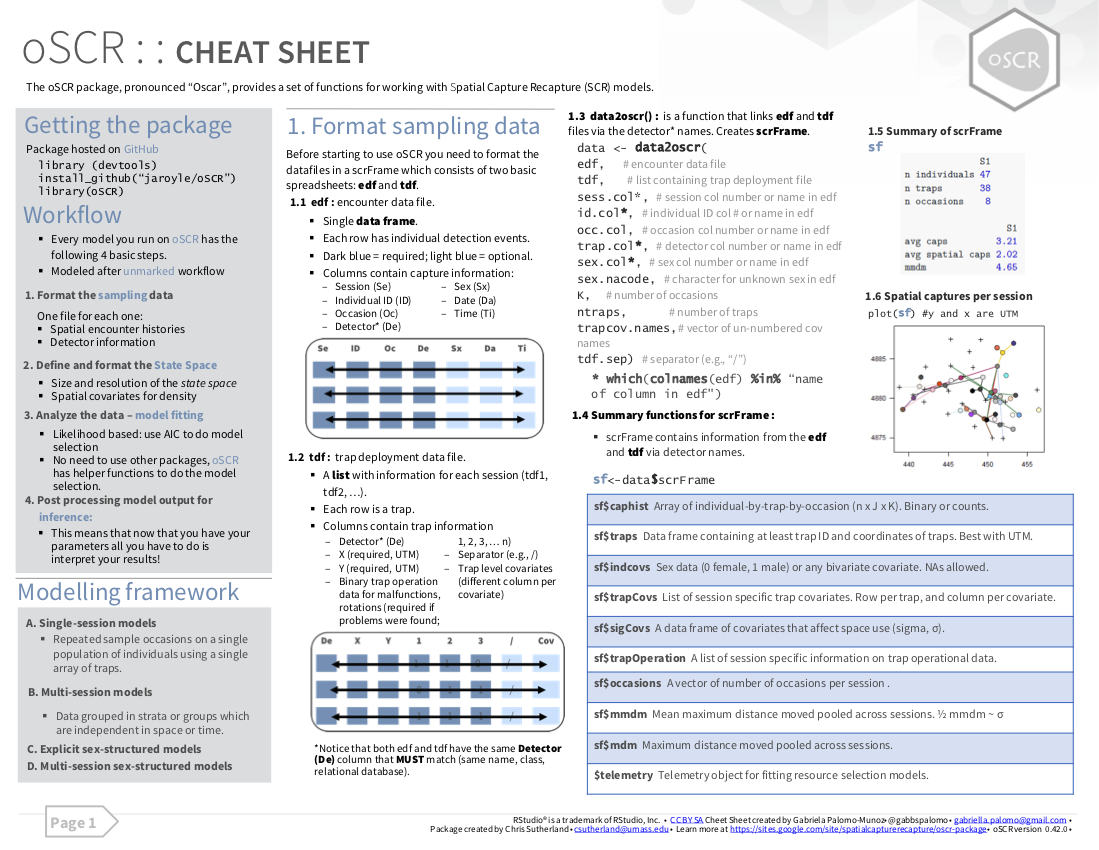 oSCR : : CHEAT SHEET
oSCR
The oSCR package, pronounced “Oscar”, provides a set of functions for working with Spatial Capture Recapture (SCR) models.
Getting the package
Package hosted on GitHub
library (devtools)
install_github(“jaroyle/oSCR”)
library(oSCR)
Workflow
▪ Every model you run on oSCR has the
following 4 basic steps.
▪ Modeled after unmarked workflow
1. Format the sampling data
One file for each one:
▪ Spatial encounter histories
▪ Detector information
2. Define and format the State Space
▪ Size and resolution of the state space
▪ Spatial covariates for density
3. Analyze the data – model fitting
▪ Likelihood based: use AIC to do model
selection
▪ No need to use other packages, oSCR
has helper functions to do the model
selection.
4. Post processing model output for
inference:
▪ This means that now that you have your
parameters all you have to do is
interpret your results!
Modelling framework
A. Single-session models
▪ Repeated sample occasions on a single
population of individuals using a single
array of traps.
B. Multi-session models
▪ Data grouped in strata or groups which
are independent in space or time.
C. Explicit sex-structured models
D. Multi-session sex-structured models
1. Format sampling data
Before starting to use oSCR you need to format the
datafiles in a scrFrame which consists of two basic
spreadsheets: edf and tdf.
1.1 edf : encounter data file.
▪ Single data frame.
▪ Each row has individual detection events.
▪ Dark blue = required; light blue = optional.
▪ Columns contain capture information:
– Session (Se)
– Individual ID (ID)
– Occasion (Oc)
– Detector* (De)
– Sex (Sx)
– Date (Da)
– Time (Ti)
Se ID Oc De Sx Da Ti
1.2 tdf : trap deployment data file.
▪ A list with information for each session (tdf1,
tdf2, …).
▪ Each row is a trap.
▪ Columns contain trap information
– Detector* (De)
– X (required, UTM)
– Y (required, UTM)
– Binary trap operation
data for malfunctions,
rotations (required if
problems were found;
1, 2, 3, … n)
– Separator (e.g., /)
– Trap level covariates
(different column per
covariate)
De X Y 1 2 3 / Cov
1 1 0 /
0 1 1 /
1 1 1 /
*Notice that both edf and tdf have the same Detector
(De) column that MUST match (same name, class,
relational database).
1.3 data2oscr() : is a function that links edf and tdf
files via the detector* names. Creates scrFrame.
data <- data2oscr(
edf, # encounter data file
tdf, # list containing trap deployment file
sess.col*, # session col number or name in edf
id.col*, # individual ID col # or name in edf
occ.col, # occasion col number or name in edf
trap.col*, # detector col number or name in edf
sex.col*, # sex col number or name in edf
sex.nacode, # character for unknown sex in edf
K, # number of occasions
ntraps, # number of traps
trapcov.names, # vector of un-numbered cov
names
tdf.sep) # separator (e.g., “/”)
* which(colnames(edf) %in% “name
of column in edf”)
1.4 Summary functions for scrFrame :
▪ scrFrame contains information from the edf
and tdf via detector names.
sf<-data$scrFrame
1.5 Summary of scrFrame
sf
S1
n individuals 47
n traps 38
n occasions 8
S1
avg caps 3.21
avg spatial caps 2.02
mmdm 4.65
1.6 Spatial captures per session
plot(sf) #y and x are UTM
4885
4880
4875
440 445 450 455
sf$caphist Array of individual-by-trap-by-occasion (n x J x K). Binary or counts.
sf$traps Data frame containing at least trap ID and coordinates of traps. Best with UTM.
sf$indcovs Sex data (0 female, 1 male) or any bivariate covariate. NAs allowed.
sf$trapCovs List of session specific trap covariates. Row per trap, and column per covariate.
sf$sigCovs A data frame of covariates that affect space use (sigma, σ).
sf$trapOperation A list of session specific information on trap operational data.
sf$occasions A vector of number of occasions per session .
sf$mmdm Mean maximum distance moved pooled across sessions. ½ mmdm ~ σ
sf$mdm Maximum distance moved pooled across sessions.
$telemetry Telemetry object for fitting resource selection models.
Page 1
RStudio® is a trademark of RStudio, Inc. • CC BY SA Cheat Sheet created by Gabriela Palomo-Munoz • @gabbspalomo • gabriella.palomo@gmail.com •
Package created by Chris Sutherland • csutherland@umass.edu • Learn more at https://sites.google.com/site/spatialcapturerecapture/oscr-package • oSCR version 0.42.0 •